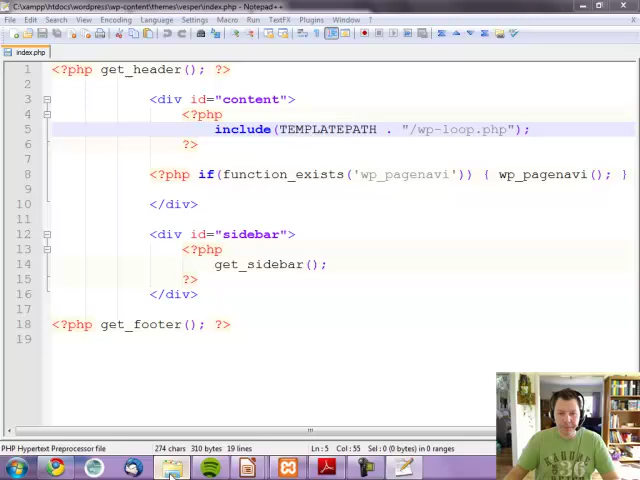 C:\xampp\htdocs\wordpress\wp-content\themes\vesper\index.php - Notepad++
File Edit Search View Encoding Language Settings Macro Run TextFX Plugins Window ?
X
index.php
1 <?php get_header(); ?>
2
3 <div id="content">
4 <?php
5 include(TEMPLATEPATH . "/wp-loop.php");
6 ?>
7
8 <?php if(function_exists('wp_pagenavi')) { wp_pagenavi(); }
9
10 </div>
11
12 <div id="sidebar">
13 <?php
14 get_sidebar();
15 ?>
16 </div>
17
18 <?php get_footer(); ?>
19
PHP Hypertext Preprocessor file 274 chars 310 bytes 19 lines Ln : 5 Col : 55 Sel : 0 (0 bytes) in 0 ranges